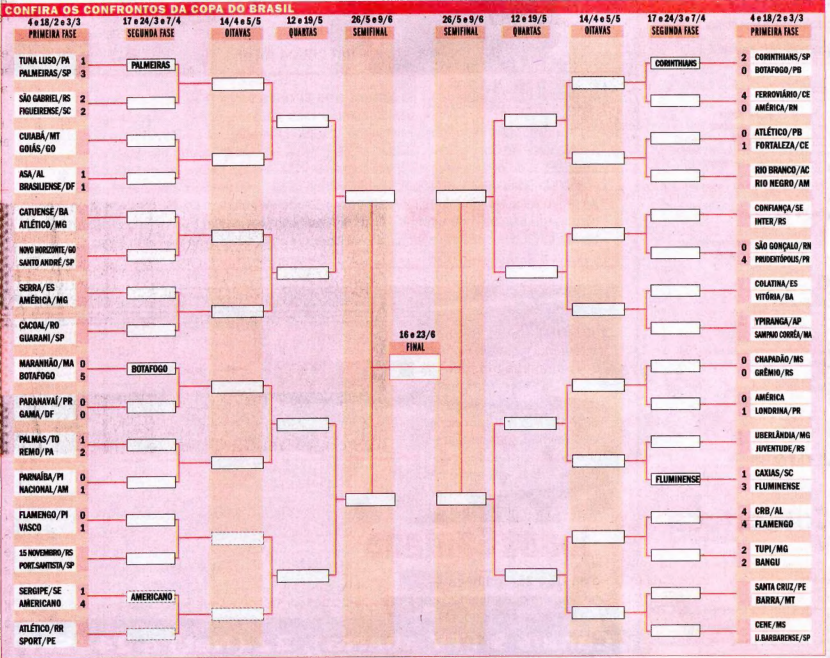 CONFIRA OS CONFRONTOS DA COPA DO BRASIL
4 e 18/2 e 3/3
PRIMEIRA FASE
17 e 24/3 e 7/4
SEGUNDA FASE
14/4 e 5/5
OITAVAS
12 e 19/5
QUARTAS
26/5 e 9/6
SEMIFINAL
26/5 e 9/6
SEMIFINAL
12 e 19/5
QUARTAS
14/4 e 5/5
OITAVAS
17 e 24/3 e 7/4
SEGUNDA FASE
4 e 18/2 e 3/3
PRIMEIRA FASE
TUNA LUSO/PA 1
PALMEIRAS/SP 3
PALMEIRAS
SÃO GABRIEL/RS 2
FIGUEIRENSE/SC 2
CUIABÁ/MT
GOIÁS/GO
ASA/AL 1
BRASILIENSE/DF 1
CATUENSE/BA
ATLÉTICO/MG
NOVO HORIZONTE/GO
SANTO ANDRÉ/SP
SERRA/ES
AMÉRICA/MG
CACOAL/RO
GUARANI/SP
MARANHÃO/MA 0
BOTAFOGO 5
BOTAFOGO
PARANAVAÍ/PR 0
GAMA/DF 0
PALMAS/TO 1
REMO/PA 2
PARNAÍBA/PI 0
NACIONAL/AM 1
FLAMENGO/PI 0
VASCO 1
15 NOVEMBRO/RS
PORT.SANTISTA/SP
SERGIPE/SE 1
AMERICANO 4
AMERICANO
ATLÉTICO/RR
SPORT/PE
16 e 23/6
FINAL
CORINTHIANS
2 CORINTHIANS/SP
0 BOTAFOGO/PB
4 FERROVIÁRIO/CE
0 AMÉRICA/RN
0 ATLÉTICO/PB
1 FORTALEZA/CE
RIO BRANCO/AC
RIO NEGRO/AM
CONFIANÇA/SE
INTER/RS
0 SÃO GONÇALO/RN
4 PRUDENTÓPOLIS/PR
COLATINA/ES
VITÓRIA/BA
YPIRANGA/AP
SAMPAIO CORRÊA/MA
0 CHAPADÃO/MS
0 GRÊMIO/RS
0 AMÉRICA
1 LONDRINA/PR
UBERLÂNDIA/MG
JUVENTUDE/RS
FLUMINENSE
1 CAXIAS/SC
3 FLUMINENSE
4 CRB/AL
4 FLAMENGO
2 TUPI/MG
2 BANGU
SANTA CRUZ/PE
BARRA/MT
CENE/MS
U.BARBARENSE/SP